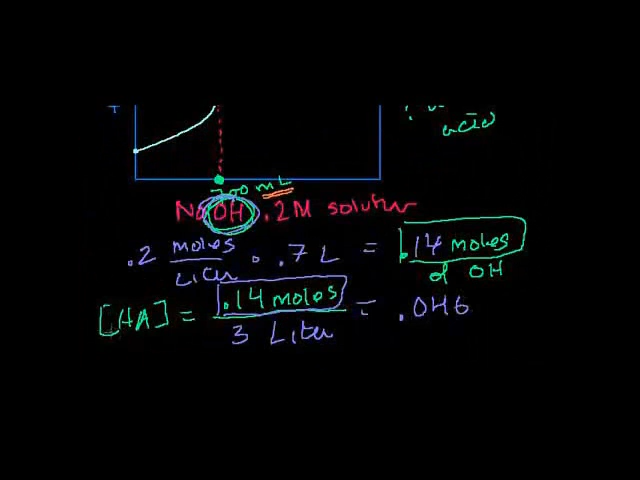 acid
700 mL
NaOH .2M solution
.2 moles/Liter · .7 L = .14 moles of OH
[HA] = .14 moles / 3 Liter = .046